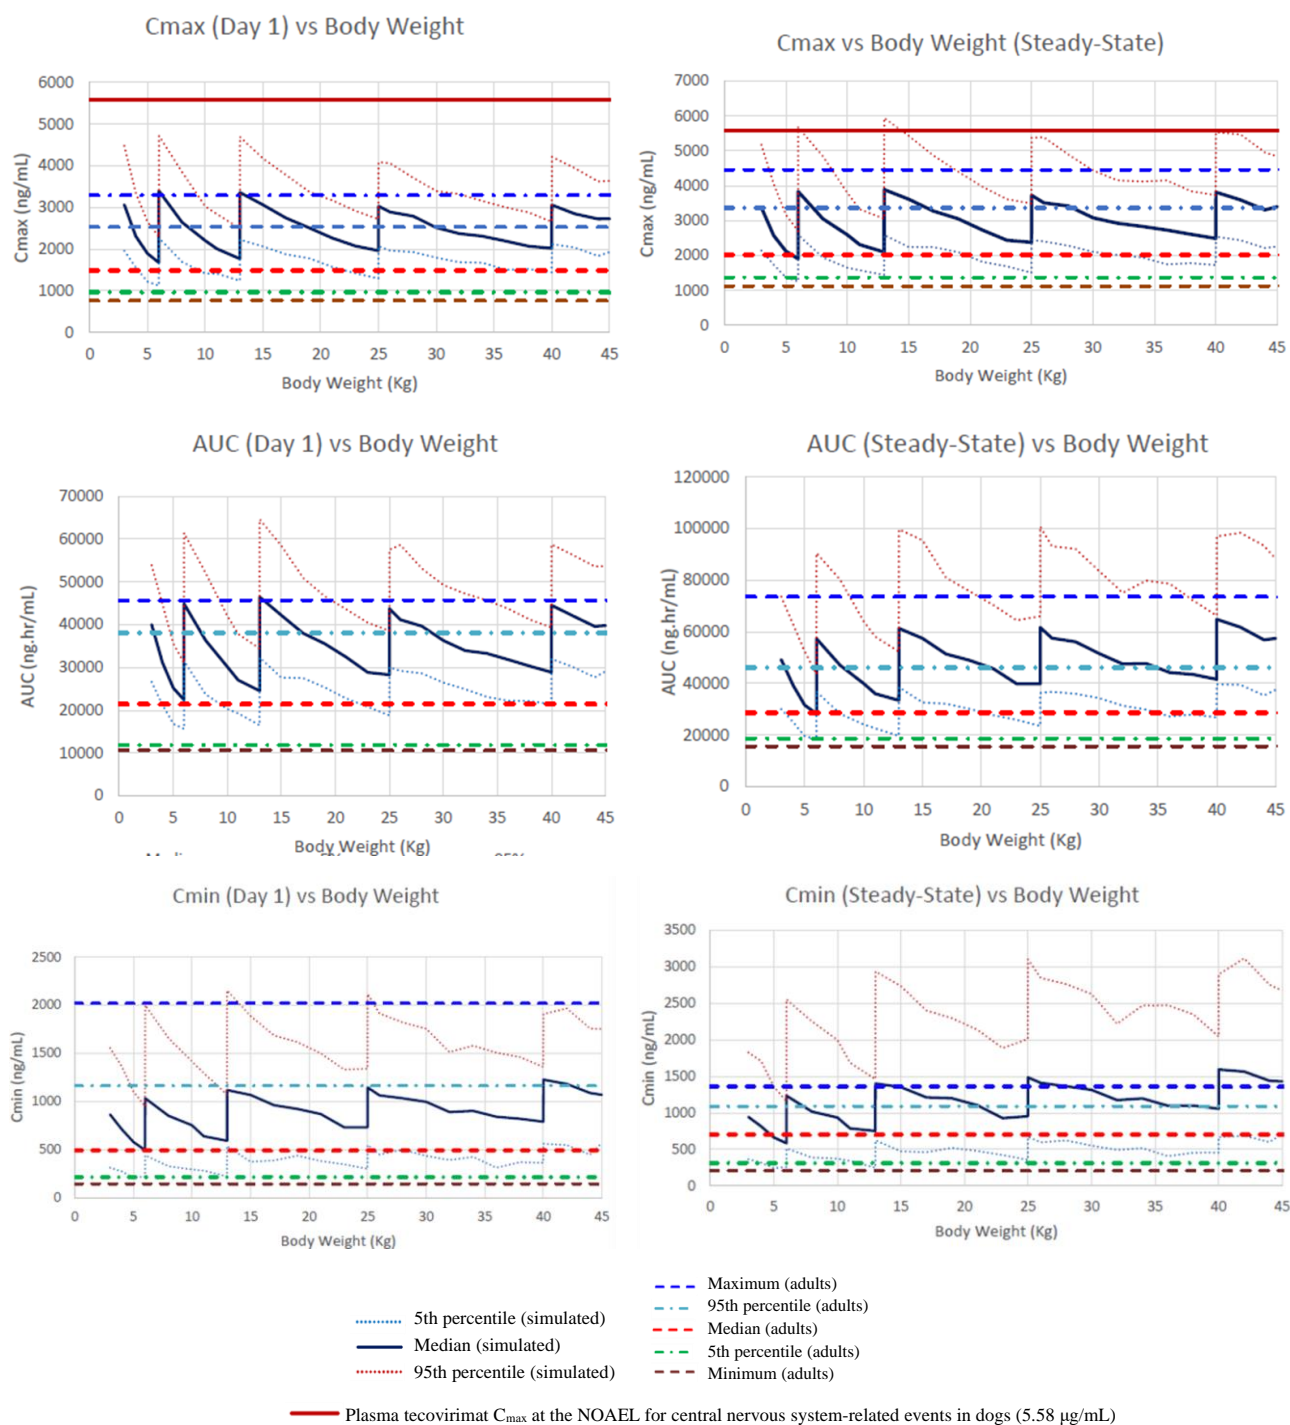 Cmax (Day 1) vs Body Weight
6000
5000
4000
3000
2000
1000
0
Cmax (ng/mL)
0 5 10 15 20 25 30 35 40 45
Body Weight (Kg)
Cmax vs Body Weight (Steady-State)
7000
6000
5000
4000
3000
2000
1000
0
Cmax (ng/mL)
0 5 10 15 20 25 30 35 40 45
Body Weight (Kg)
AUC (Day 1) vs Body Weight
70000
60000
50000
40000
30000
20000
10000
0
AUC (ng.hr/mL)
0 5 10 15 20 25 30 35 40 45
Body Weight (Kg)
AUC (Steady-State) vs Body Weight
120000
100000
80000
60000
40000
20000
0
AUC (ng.hr/mL)
0 5 10 15 20 25 30 35 40 45
Body Weight (Kg)
Cmin (Day 1) vs Body Weight
2500
2000
1500
1000
500
0
Cmin (ng/mL)
0 5 10 15 20 25 30 35 40 45
Body Weight (Kg)
Cmin (Steady-State) vs Body Weight
3500
3000
2500
2000
1500
1000
500
0
Cmin (ng/mL)
0 5 10 15 20 25 30 35 40 45
Body Weight (Kg)
5th percentile (simulated)
Median (simulated)
95th percentile (simulated)
Maximum (adults)
95th percentile (adults)
Median (adults)
5th percentile (adults)
Minimum (adults)
Plasma tecovirimat Cmax at the NOAEL for central nervous system-related events in dogs (5.58 μg/mL)